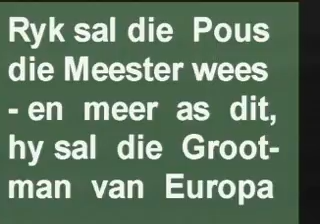 Ryk sal die Pous
die Meester wees
- en meer as dit,
hy sal die Groot-
man van Europa